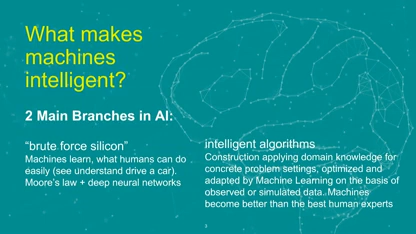 What makes
machines
intelligent?
2 Main Branches in AI:
“brute force silicon”
Machines learn, what humans can do
easily (see understand drive a car).
Moore’s law + deep neural networks
intelligent algorithms
Construction applying domain knowledge for
concrete problem settings, optimized and
adapted by Machine Learning on the basis of
observed or simulated data. Machines
become better than the best human experts